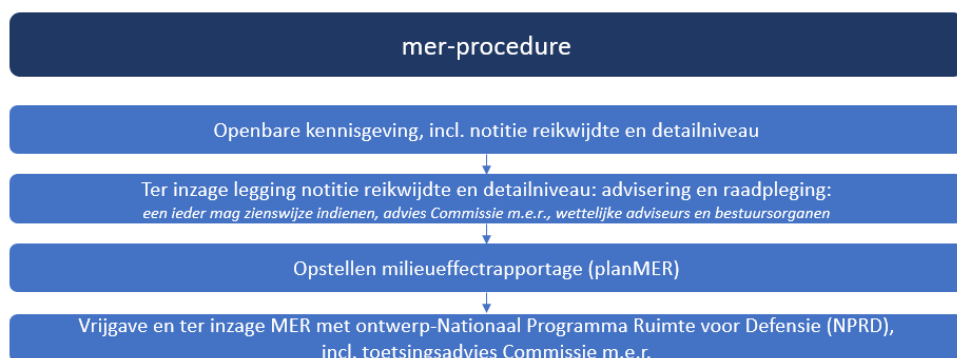 mer-procedure
Openbare kennisgeving, incl. notitie reikwijdte en detailniveau
Ter inzage legging notitie reikwijdte en detailniveau: advisering en raadpleging:
een ieder mag zienswijze indienen, advies Commissie m.e.r., wettelijke adviseurs en bestuursorganen
Opstellen milieueffectrapportage (planMER)
Vrijgave en ter inzage MER met ontwerp-Nationaal Programma Ruimte voor Defensie (NPRD),
incl. toetsingsadvies Commissie m.e.r.